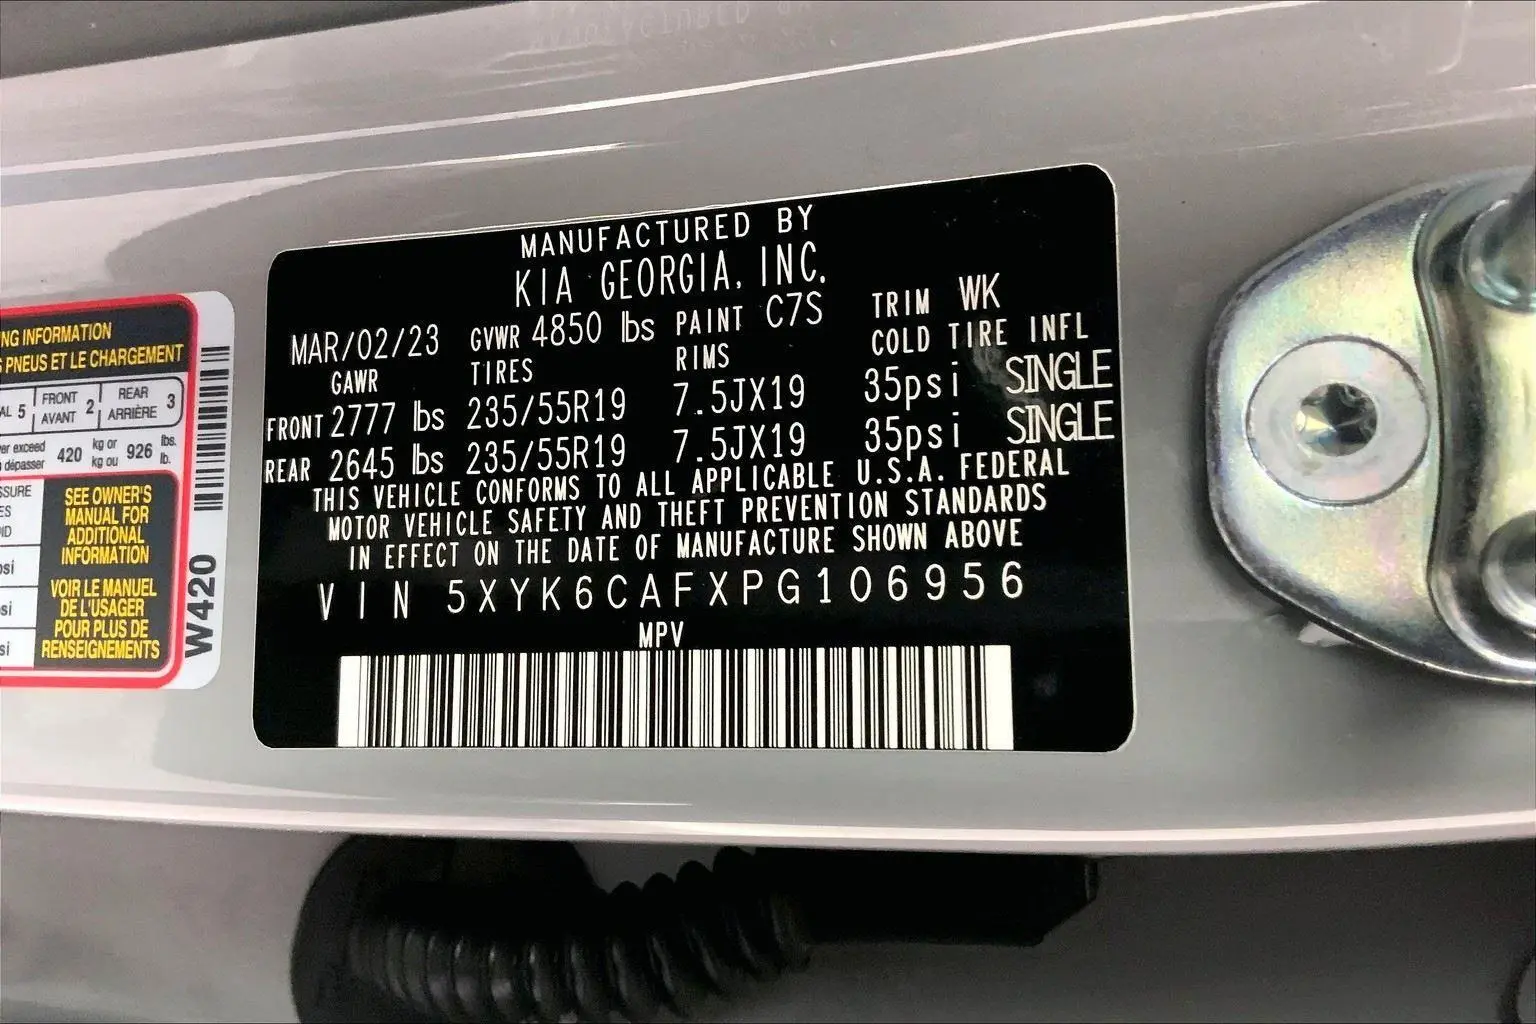 MANUFACTURED BY
KIA GEORGIA, INC.
MAR/02/23 GVWR 4850 lbs PAINT C7S TRIM WK
GAWR TIRES RIMS COLD TIRE INFL
FRONT 2777 lbs 235/55R19 7.5JX19 35psi SINGLE
REAR 2645 lbs 235/55R19 7.5JX19 35psi SINGLE
THIS VEHICLE CONFORMS TO ALL APPLICABLE U.S.A. FEDERAL
MOTOR VEHICLE SAFETY AND THEFT PREVENTION STANDARDS
IN EFFECT ON THE DATE OF MANUFACTURE SHOWN ABOVE
VIN 5XYK6CAFXPG106956
MPV
INFORMATION
PNEUS ET LE CHARGEMENT
5 FRONT AVANT 2 REAR ARRIÈRE 3
exceed
dépasser 420 kg or kg ou 926 lbs. lb.
SEE OWNER'S
MANUAL FOR
ADDITIONAL
INFORMATION
VOIR LE MANUEL
DE L'USAGER
POUR PLUS DE
RENSEIGNEMENTS
W420